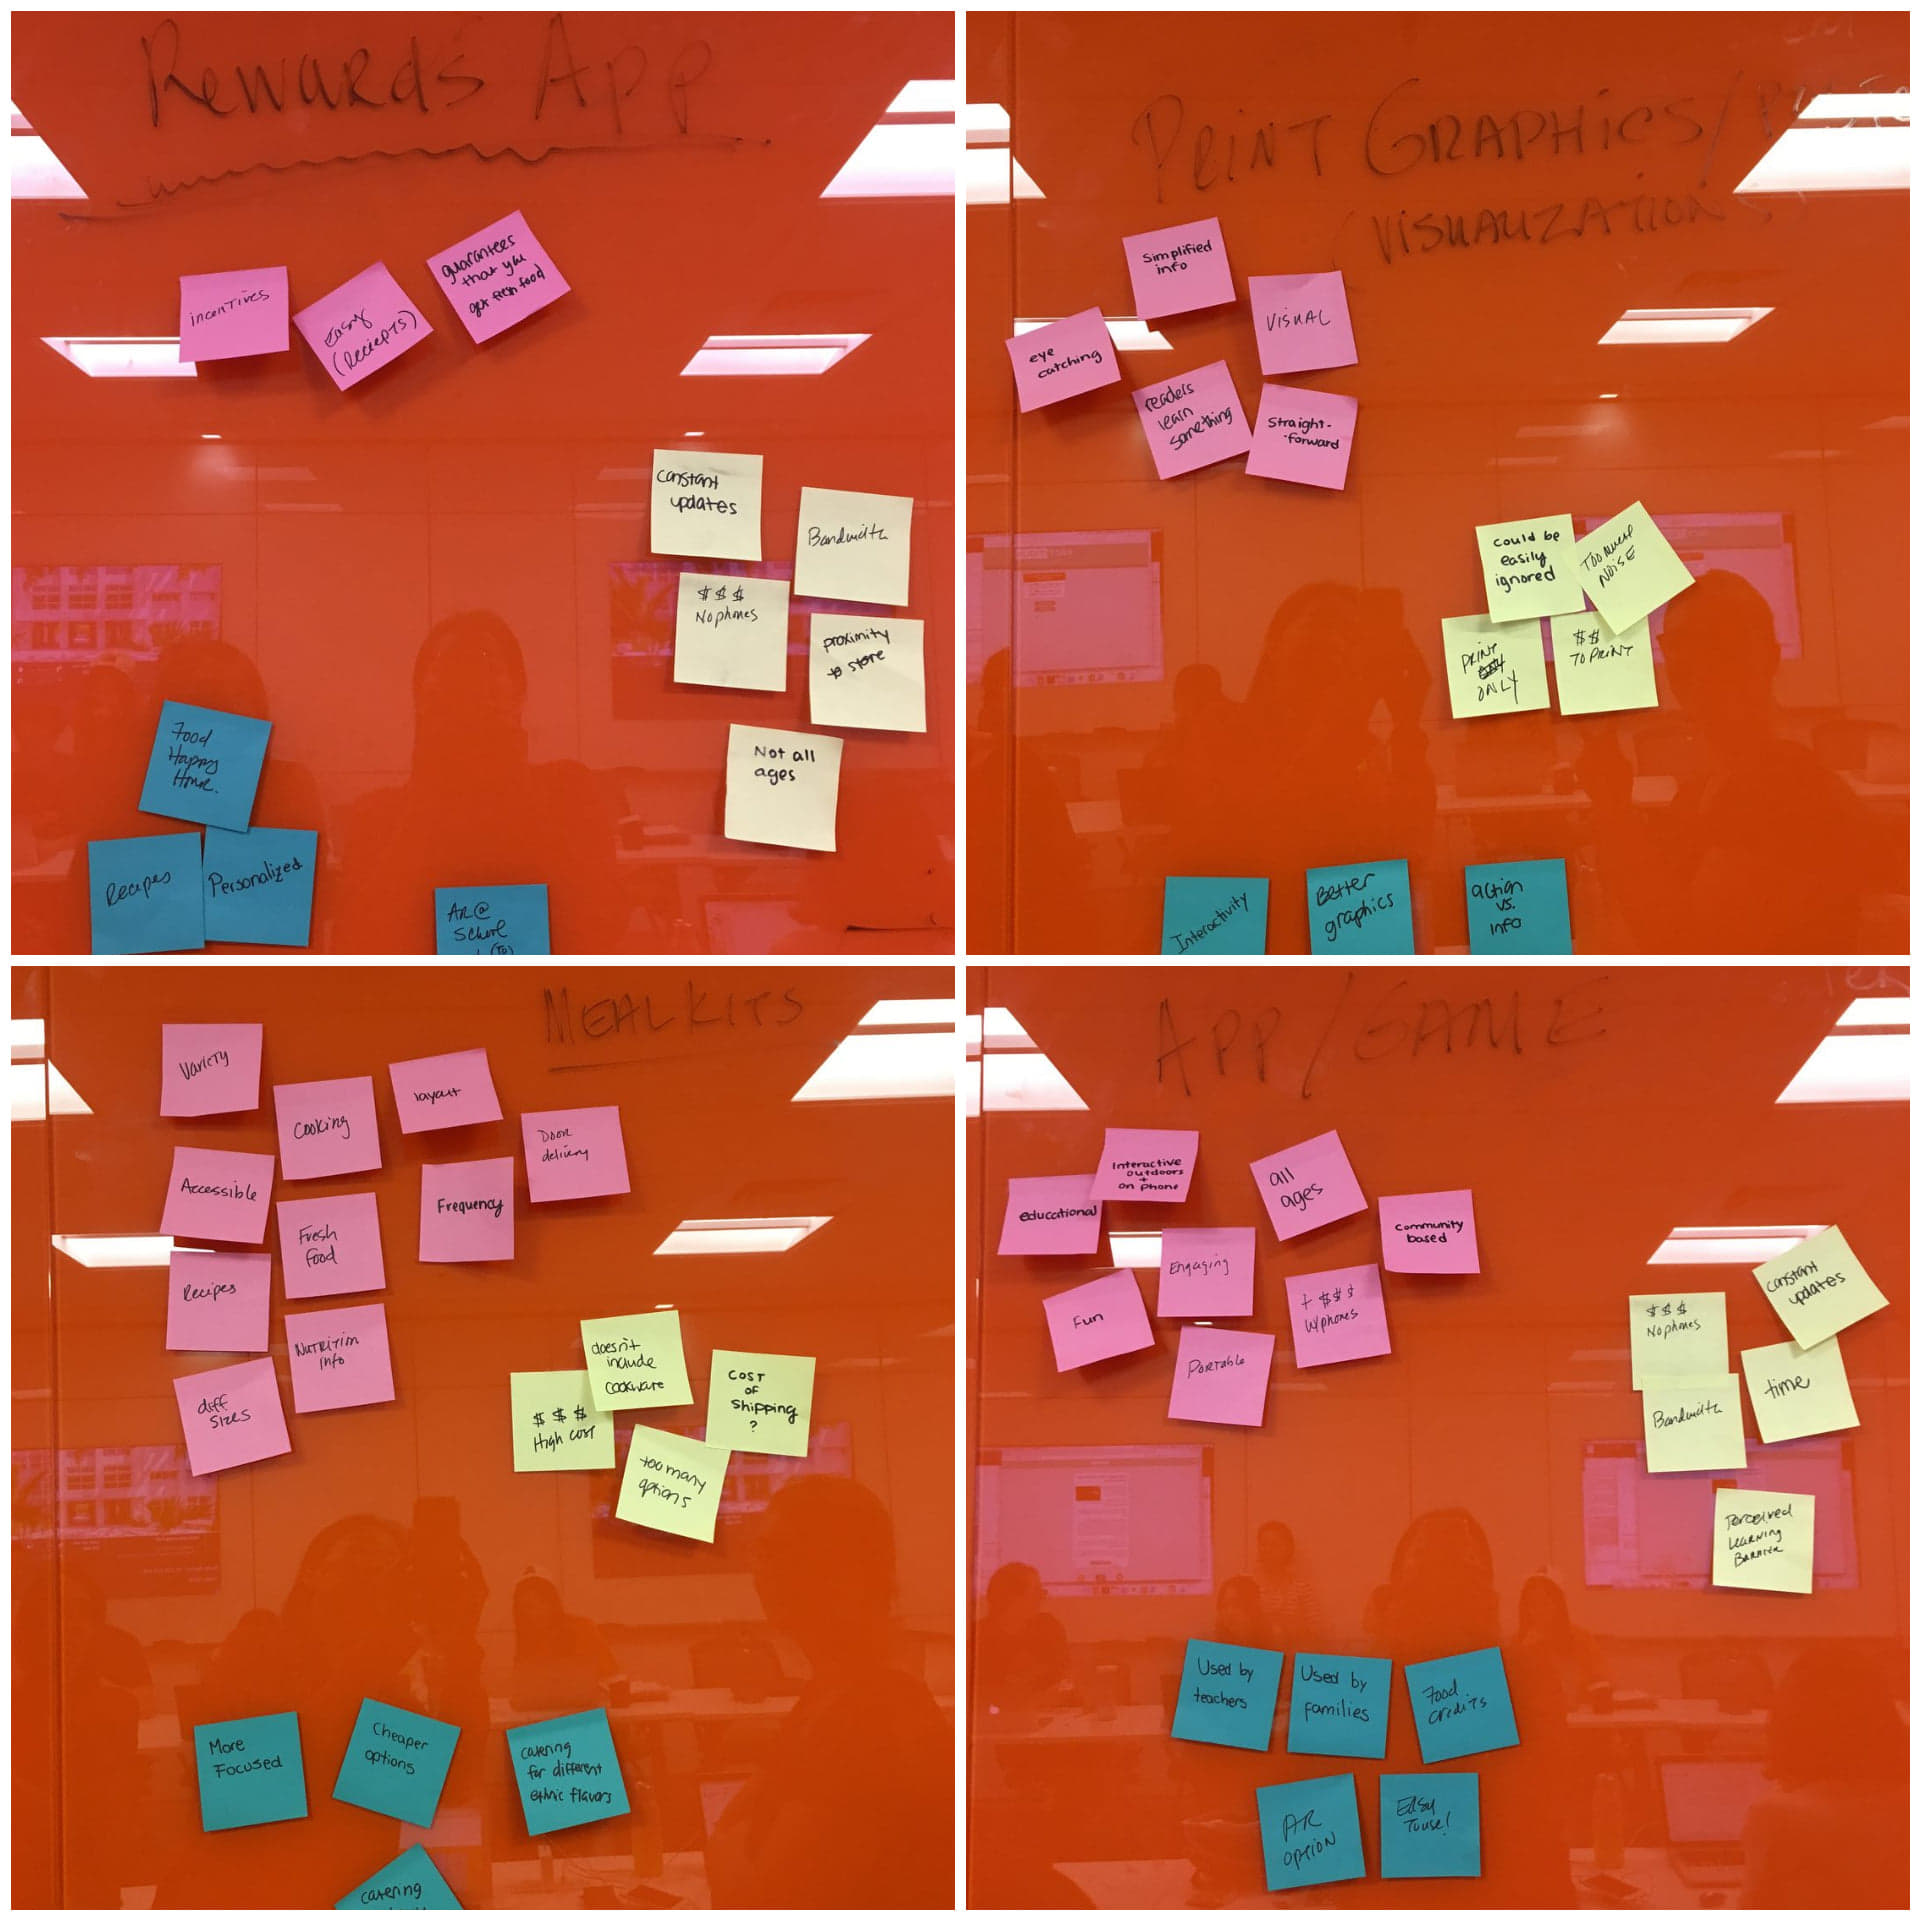 Rewards App
incentives
Easy
(Reciepts)
guarantees
that you
get fresh food
constant
updates
Bandwidth
$$$
No phones
proximity
to store
Not all
ages
Food
Happy
Hour.
Recipes
Personalized
AR@
School
Print Graphics/
(Visualizations)
Simplified
info
VISUAL
eye
catching
readers
learn
something
Straight-
forward
could be
easily
ignored
Too much
Noise
Print
ONLY
$$
To Print
Interactivity
Better
graphics
action
vs.
info
MealKits
Variety
Cooking
layout
Door
delivery
Accessible
Fresh
Food
Frequency
Recipes
Nutrition
Info
diff
sizes
doesn't
include
cookware
$$$
High cost
Cost
of
Shipping
?
too many
options
More
Focused
Cheaper
options
catering
for different
ethnic flavors
catering
App/Game
Interactive
outdoors
+
on phone
educational
all
ages
Community
based
Engaging
Fun
+ $$$
w/phones
Portable
constant
updates
$$$
No phones
time
Bandwidth
Perceived
Learning
Barrier
Used by
teachers
Used by
families
Food
credits
AR
option
Easy
To use!